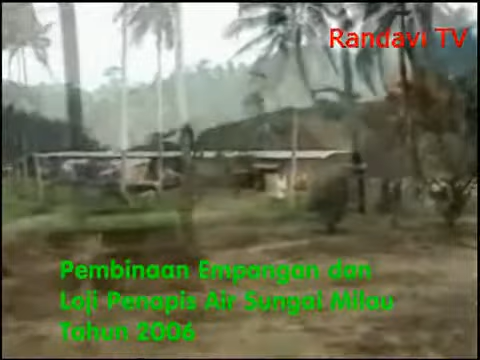 Randavi TV
Pembinaan Empangan dan
Loji Penapis Air Sungai Milau
Tahun 2006